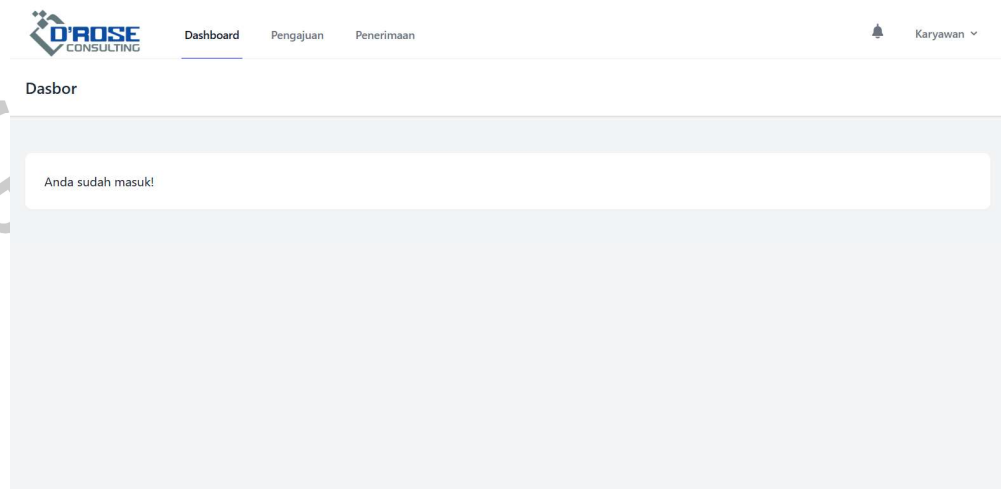 D'ROSE
CONSULTING
Dashboard Pengajuan Penerimaan Karyawan
Dasbor
Anda sudah masuk!